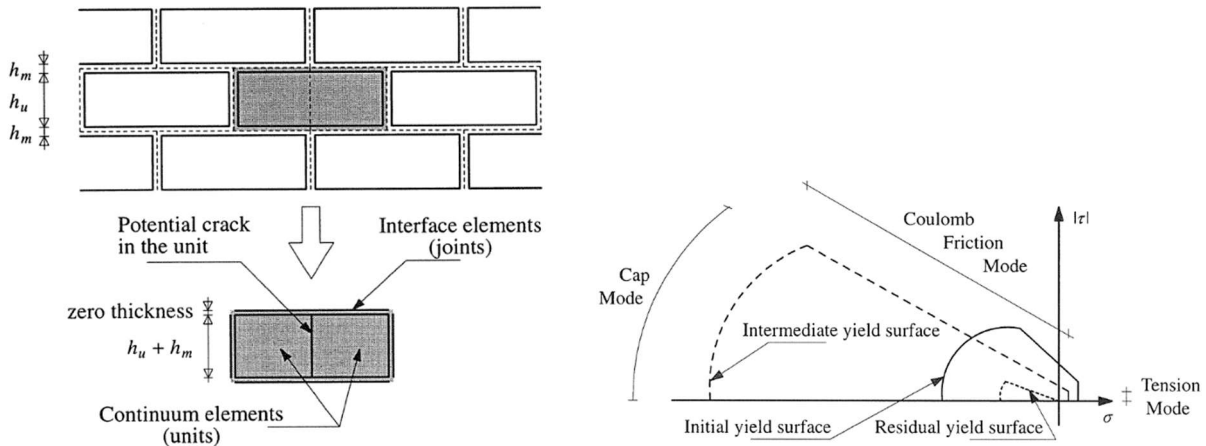 h_m
h_u
h_m
Potential crack
in the unit
Interface elements
(joints)
zero thickness
h_u + h_m
Continuum elements
(units)
Coulomb
Friction
Mode
|τ|
Cap
Mode
Intermediate yield surface
Tension
Mode
σ
Initial yield surface
Residual yield surface